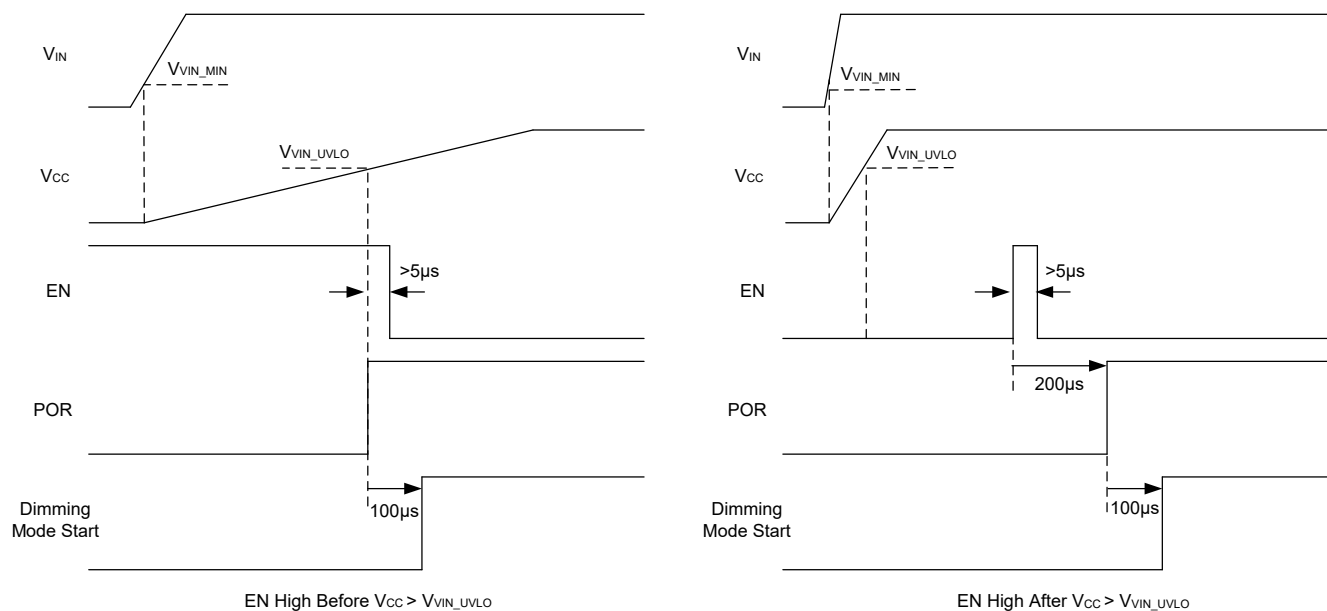 VIN
VVIN_MIN
VCC
VVIN_UVLO
EN
>5µs
POR
100µs
Dimming
Mode Start
EN High Before VCC > VVIN_UVLO
VIN
VVIN_MIN
VCC
VVIN_UVLO
EN
>5µs
200µs
POR
100µs
Dimming
Mode Start
EN High After VCC > VVIN_UVLO